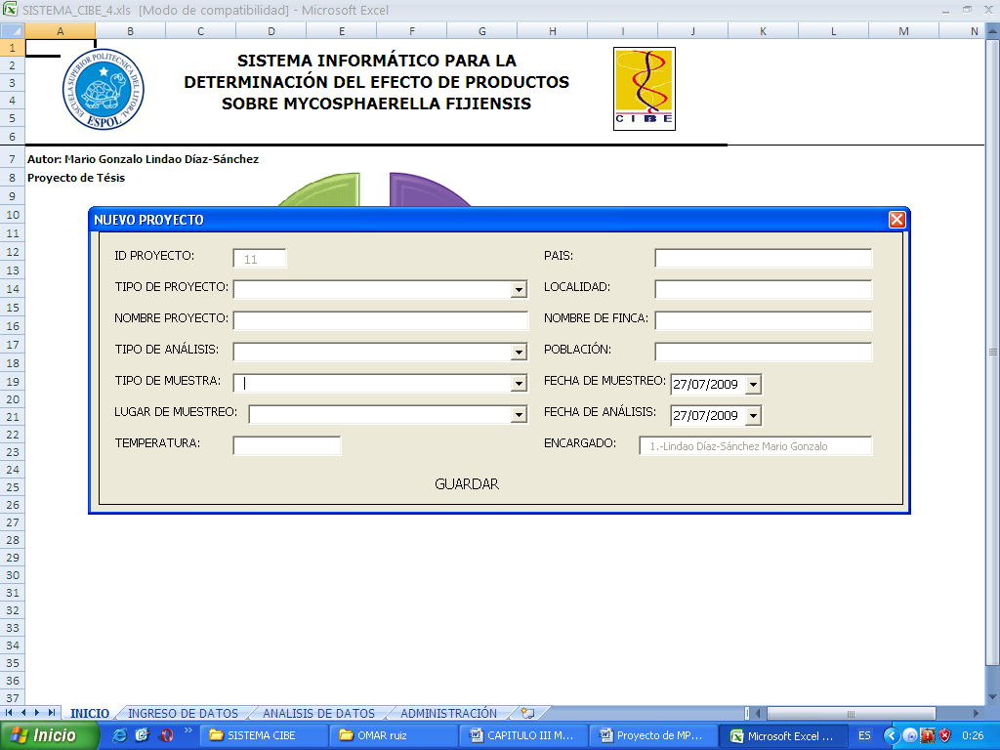 SISTEMA_CIBE_4.xls [Modo de compatibilidad] - Microsoft Excel
A B C D E F G H I J K L M N
1
2
3
4
5
6
7
8
9
10
11
12
13
14
15
16
17
18
19
20
21
22
23
24
25
26
27
28
29
30
31
32
33
34
35
36
37
ESCUELA SUPERIOR POLITECNICA DEL LITORAL
ESPOL
SISTEMA INFORMÁTICO PARA LA
DETERMINACIÓN DEL EFECTO DE PRODUCTOS
SOBRE MYCOSPHAERELLA FIJIENSIS
CIBE
Autor: Mario Gonzalo Lindao Díaz-Sánchez
Proyecto de Tésis
NUEVO PROYECTO
ID PROYECTO: 11
PAIS:
TIPO DE PROYECTO:
LOCALIDAD:
NOMBRE PROYECTO:
NOMBRE DE FINCA:
TIPO DE ANÁLISIS:
POBLACIÓN:
TIPO DE MUESTRA:
FECHA DE MUESTREO: 27/07/2009
LUGAR DE MUESTREO:
FECHA DE ANÁLISIS: 27/07/2009
TEMPERATURA:
ENCARGADO: 1.-Lindao Díaz-Sánchez Mario Gonzalo
GUARDAR
INICIO INGRESO DE DATOS ANALISIS DE DATOS ADMINISTRACIÓN
Inicio SISTEMA CIBE OMAR ruiz CAPITULO III M... Proyecto de MP... Microsoft Excel ... ES 0:26